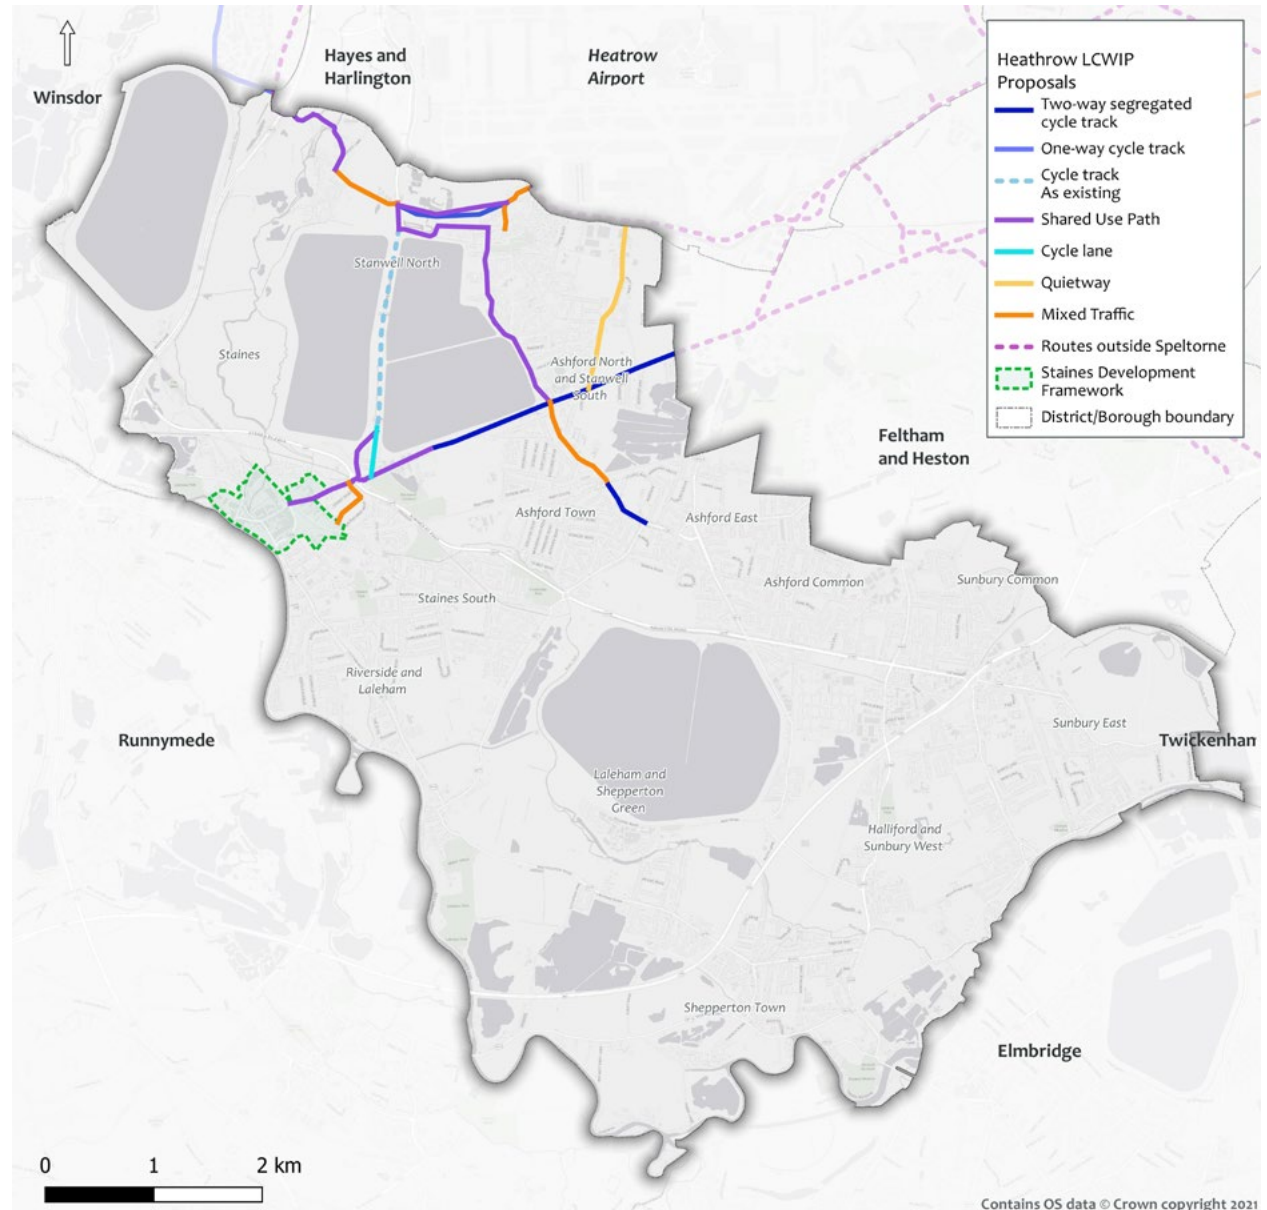 Hayes and
Harlington
Heatrow
Airport
Winsdor
Heathrow LCWIP
Proposals
Two-way segregated
cycle track
One-way cycle track
Cycle track
As existing
Shared Use Path
Cycle lane
Quietway
Mixed Traffic
Routes outside Speltorne
Staines Development
Framework
District/Borough boundary
Stanwell North
Staines
Ashford North
and Stanwell
South
Feltham
and Heston
Ashford Town
Ashford East
Ashford Common
Sunbury Common
Staines South
Riverside and
Laleham
Runnymede
Sunbury East
Twickenham
Laleham and
Shepperton
Green
Halliford and
Sunbury West
Shepperton Town
Elmbridge
0 1 2 km
Contains OS data © Crown copyright 2021